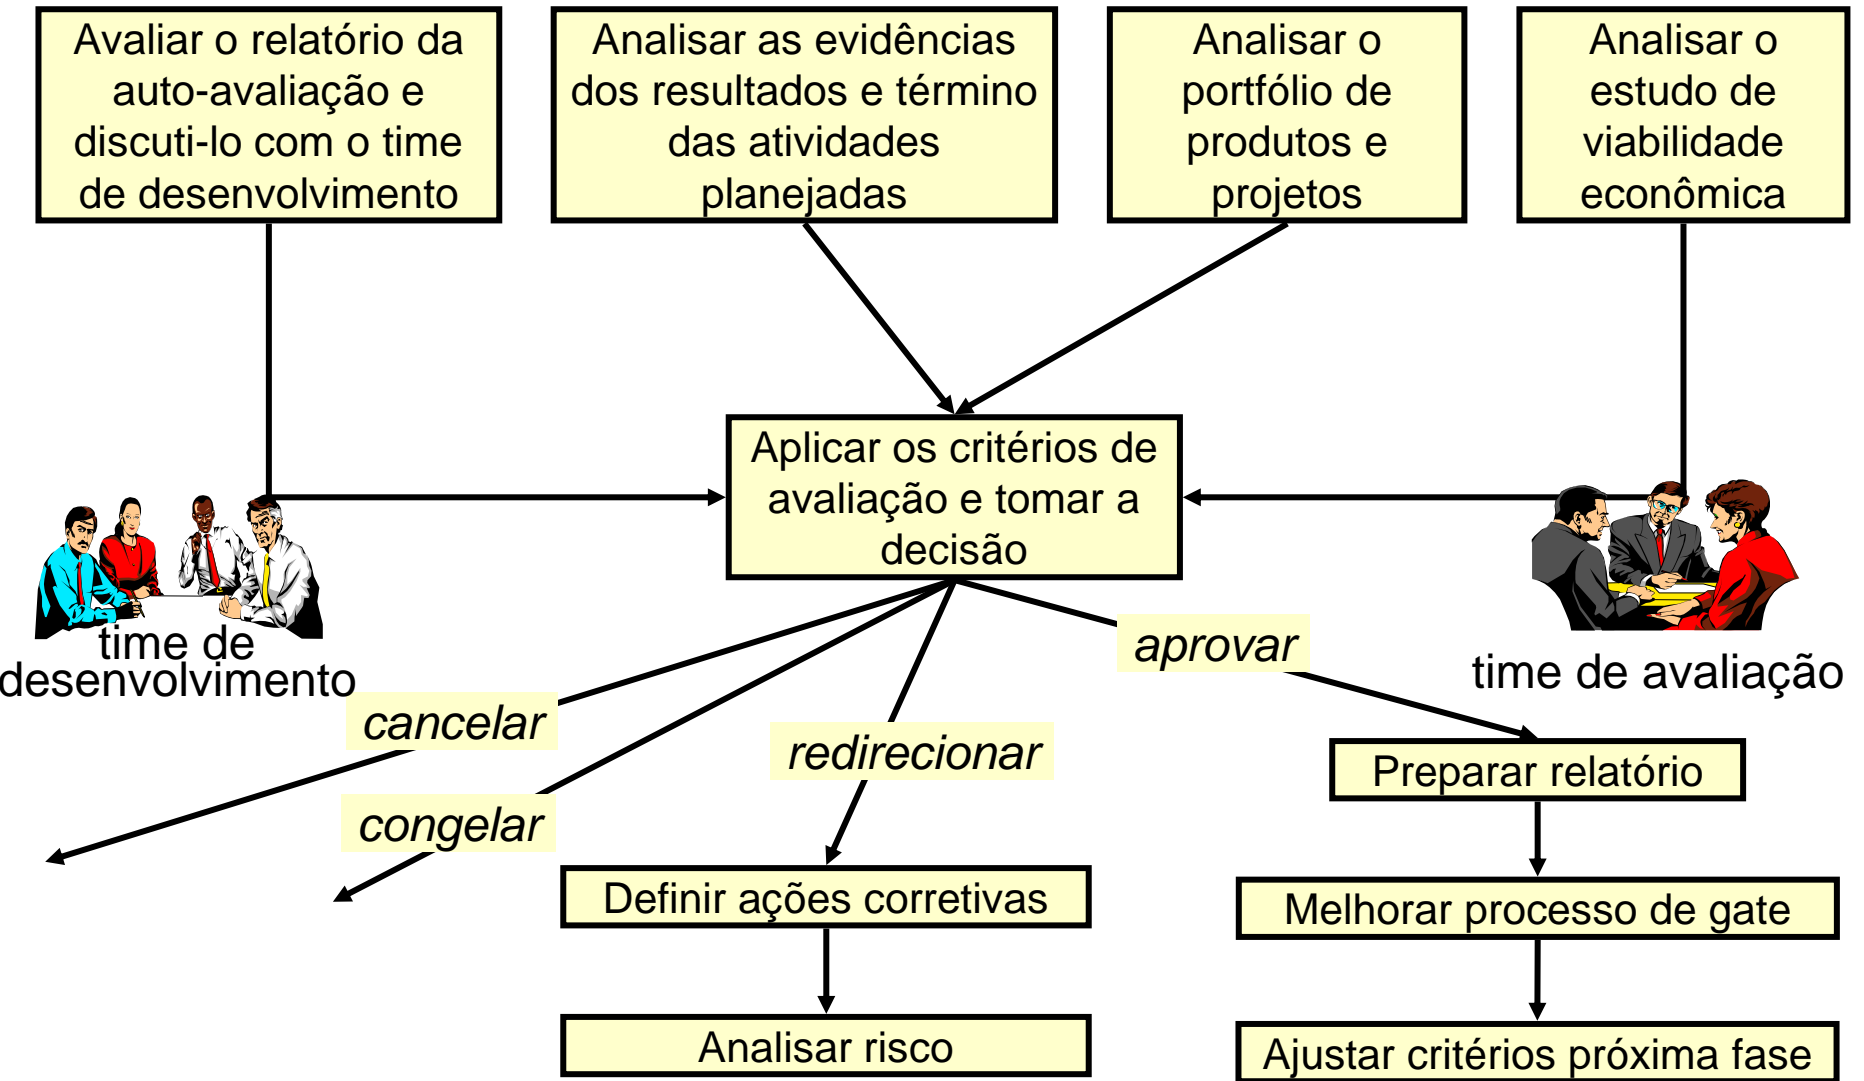 Avaliar o relatório da
auto-avaliação e
discuti-lo com o time
de desenvolvimento
Analisar as evidências
dos resultados e término
das atividades
planejadas
Analisar o
portfólio de
produtos e
projetos
Analisar o
estudo de
viabilidade
econômica
Aplicar os critérios de
avaliação e tomar a
decisão
time de
desenvolvimento
time de avaliação
aprovar
cancelar
redirecionar
congelar
Preparar relatório
Definir ações corretivas
Melhorar processo de gate
Analisar risco
Ajustar critérios próxima fase